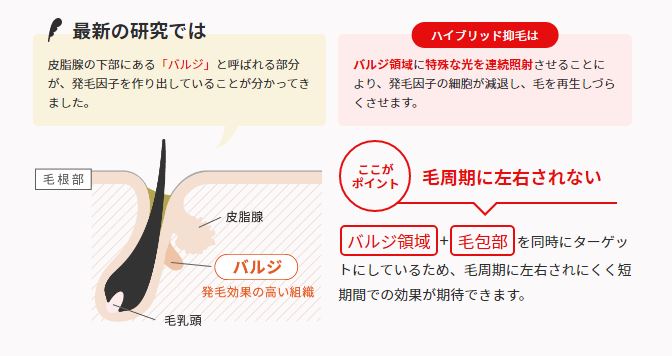 最新の研究では
皮脂腺の下部にある「バルジ」と呼ばれる部分
が、発毛因子を作り出していることが分かってき
ました。
ハイブリッド抑毛は
バルジ領域に特殊な光を連続照射させることに
より、発毛因子の細胞が減退し、毛を再生しづら
くさせます。
毛根部
皮脂腺
バルジ
発毛効果の高い組織
毛乳頭
ここが
ポイント
毛周期に左右されない
バルジ領域+毛包部を同時にターゲッ
トにしているため、毛周期に左右されにくく短
期間での効果が期待できます。